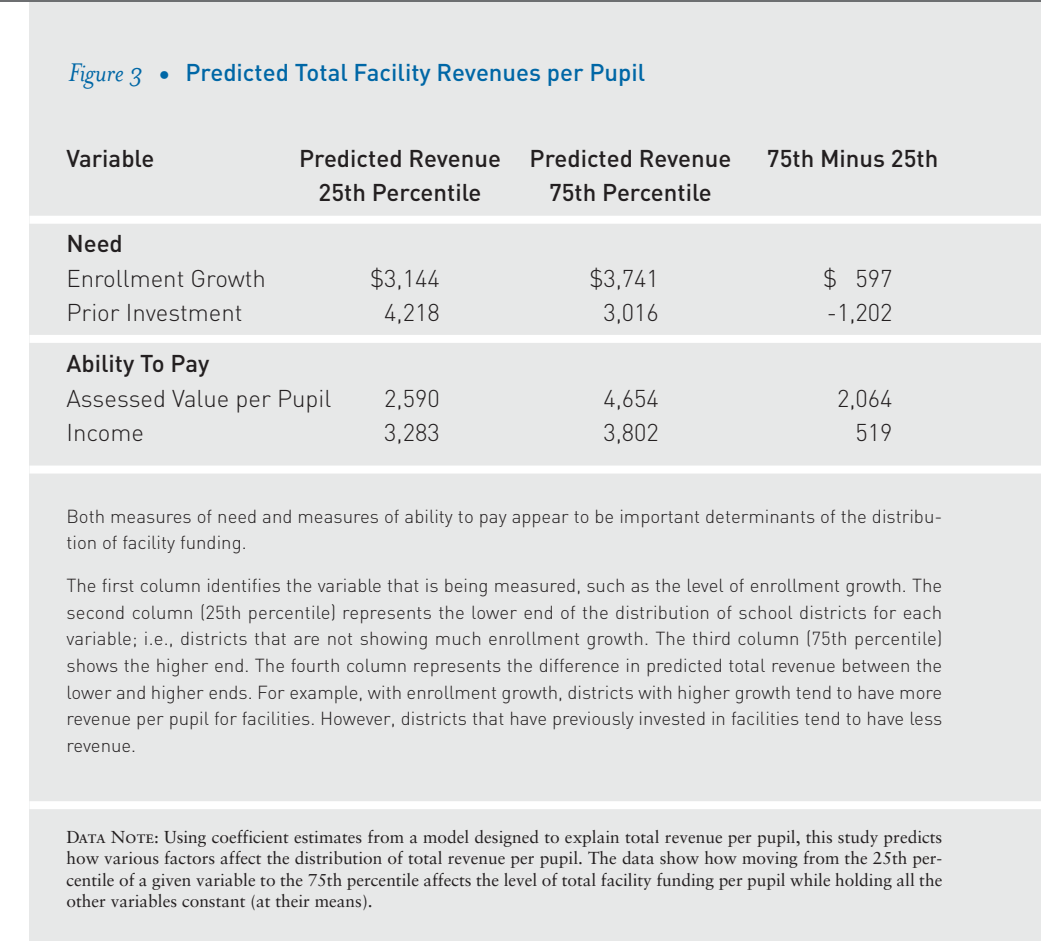 Figure 3 • Predicted Total Facility Revenues per Pupil
Variable Predicted Revenue Predicted Revenue 75th Minus 25th
25th Percentile 75th Percentile
Need
Enrollment Growth $3,144 $3,741 $ 597
Prior Investment 4,218 3,016 -1,202
Ability To Pay
Assessed Value per Pupil 2,590 4,654 2,064
Income 3,283 3,802 519
Both measures of need and measures of ability to pay appear to be important determinants of the distribu-
tion of facility funding.
The first column identifies the variable that is being measured, such as the level of enrollment growth. The
second column (25th percentile) represents the lower end of the distribution of school districts for each
variable; i.e., districts that are not showing much enrollment growth. The third column (75th percentile)
shows the higher end. The fourth column represents the difference in predicted total revenue between the
lower and higher ends. For example, with enrollment growth, districts with higher growth tend to have more
revenue per pupil for facilities. However, districts that have previously invested in facilities tend to have less
revenue.
DATA NOTE: Using coefficient estimates from a model designed to explain total revenue per pupil, this study predicts
how various factors affect the distribution of total revenue per pupil. The data show how moving from the 25th per-
centile of a given variable to the 75th percentile affects the level of total facility funding per pupil while holding all the
other variables constant (at their means).